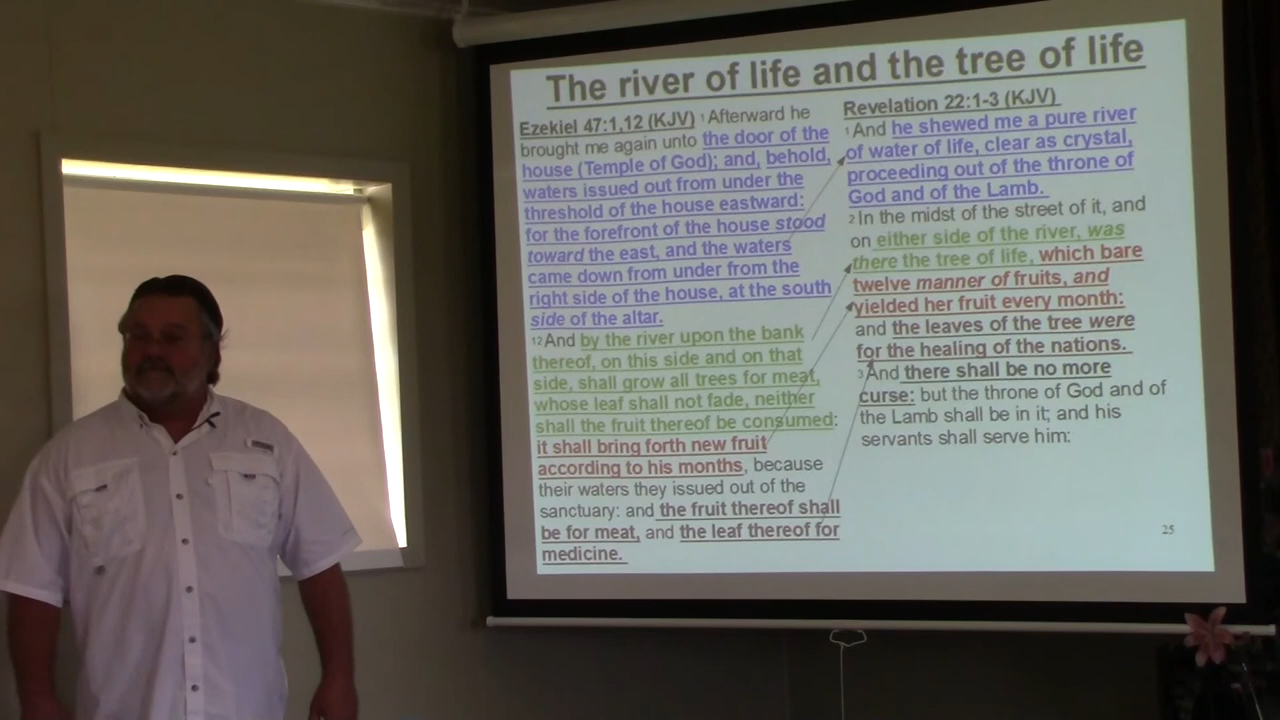 The river of life and the tree of life
Ezekiel 47:1,12 (KJV) 1 Afterward he
brought me again unto the door of the
house (Temple of God); and, behold,
waters issued out from under the
threshold of the house eastward:
for the forefront of the house stood
toward the east, and the waters
came down from under from the
right side of the house, at the south
side of the altar.
12 And by the river upon the bank
thereof, on this side and on that
side, shall grow all trees for meat,
whose leaf shall not fade, neither
shall the fruit thereof be consumed:
it shall bring forth new fruit
according to his months, because
their waters they issued out of the
sanctuary: and the fruit thereof shall
be for meat, and the leaf thereof for
medicine.
Revelation 22:1-3 (KJV)
1 And he shewed me a pure river
of water of life, clear as crystal,
proceeding out of the throne of
God and of the Lamb.
2 In the midst of the street of it, and
on either side of the river, was
there the tree of life, which bare
twelve manner of fruits, and
yielded her fruit every month:
and the leaves of the tree were
for the healing of the nations.
3 And there shall be no more
curse: but the throne of God and of
the Lamb shall be in it; and his
servants shall serve him:
25